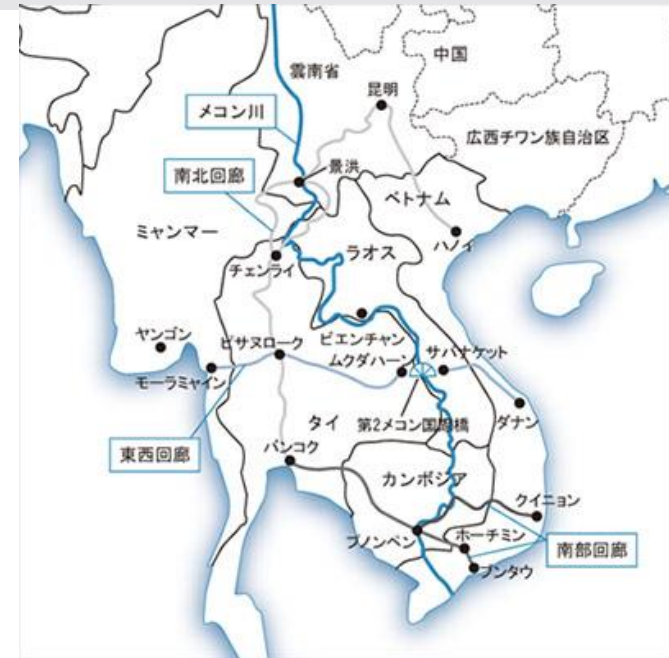 中国
雲南省
昆明
メコン川
広西チワン族自治区
景洪
南北回廊
ベトナム
ミャンマー
ハノイ
ラオス
チェンライ
ヤンゴン
ピサヌローク
ビエンチャン
ムクダハーン
サバナケット
モーラミャイン
タイ
第2メコン国際橋
ダナン
東西回廊
バンコク
カンボジア
クイニョン
プノンペン
ホーチミン
南部回廊
ブンタウ